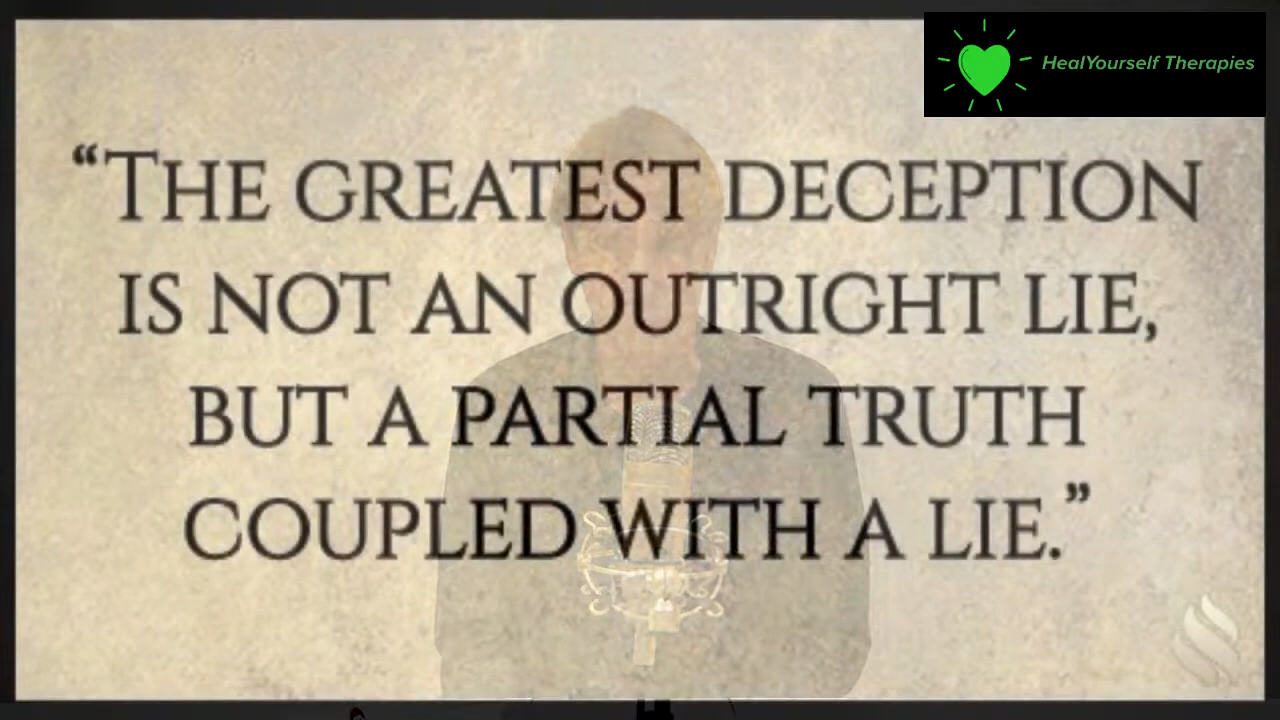 HealYourself Therapies
“THE GREATEST DECEPTION
IS NOT AN OUTRIGHT LIE,
BUT A PARTIAL TRUTH
COUPLED WITH A LIE.”